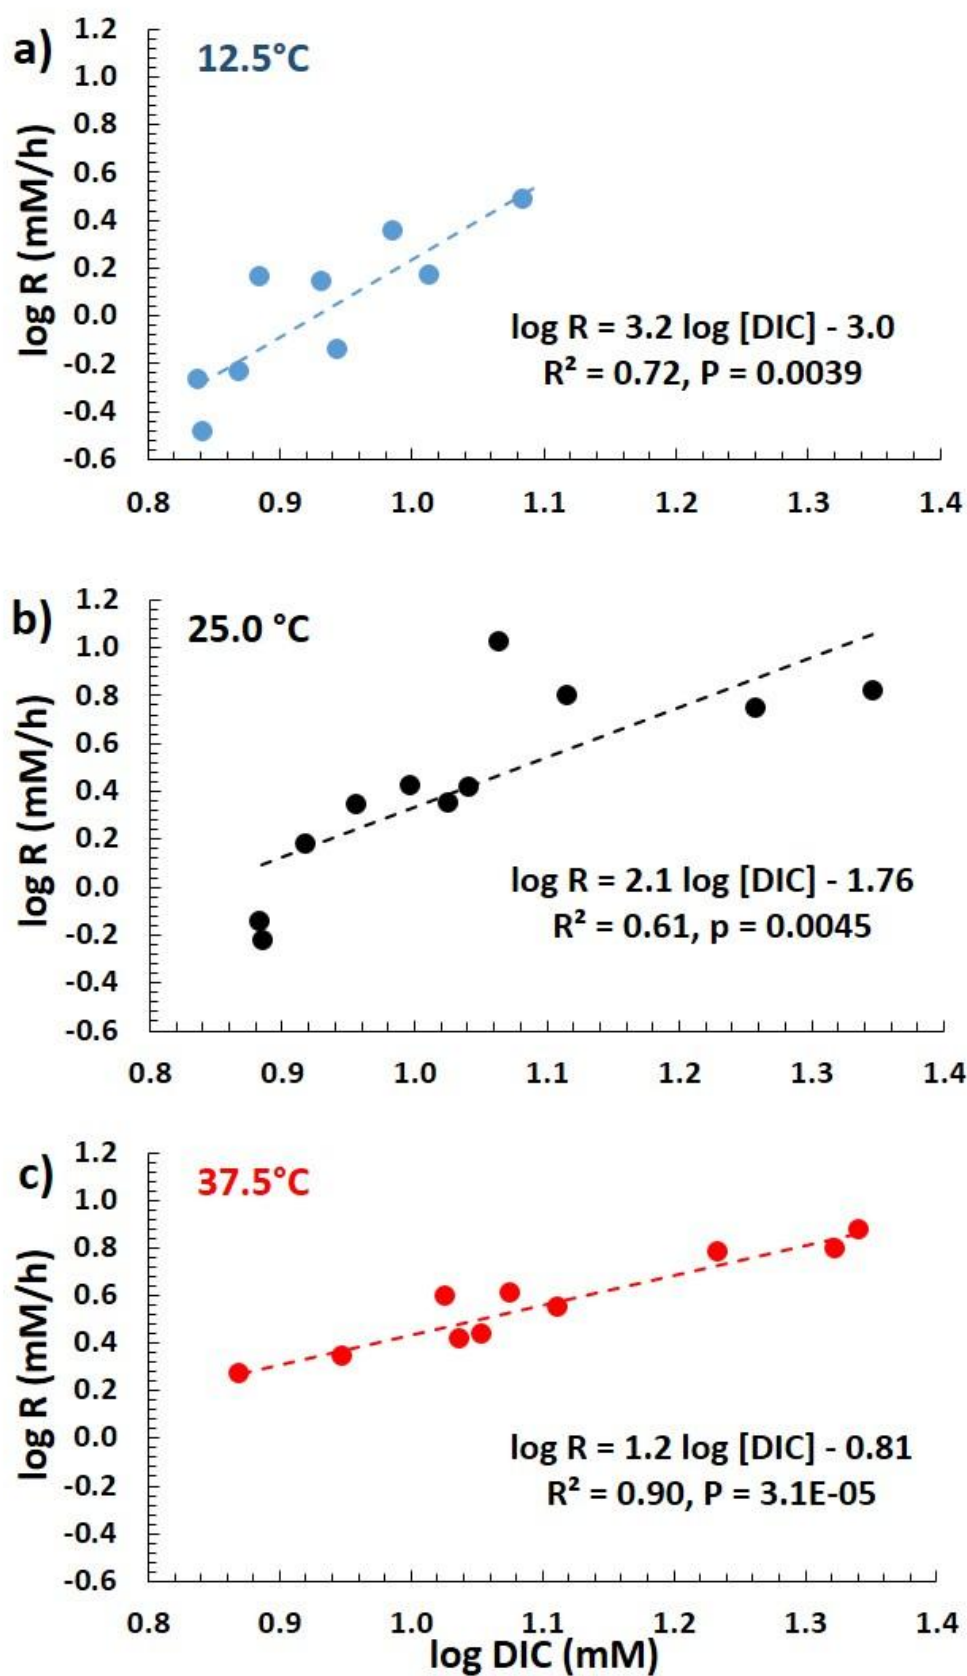 a)
12.5°C
log R (mM/h)
1.2
1.0
0.8
0.6
0.4
0.2
0.0
-0.2
-0.4
-0.6
log R = 3.2 log [DIC] - 3.0
R² = 0.72, P = 0.0039
0.8 0.9 1.0 1.1 1.2 1.3 1.4
b)
25.0 °C
log R (mM/h)
1.2
1.0
0.8
0.6
0.4
0.2
0.0
-0.2
-0.4
-0.6
log R = 2.1 log [DIC] - 1.76
R² = 0.61, p = 0.0045
0.8 0.9 1.0 1.1 1.2 1.3 1.4
c)
37.5°C
log R (mM/h)
1.2
1.0
0.8
0.6
0.4
0.2
0.0
-0.2
-0.4
-0.6
log R = 1.2 log [DIC] - 0.81
R² = 0.90, P = 3.1E-05
0.8 0.9 1.0 1.1 1.2 1.3 1.4
log DIC (mM)